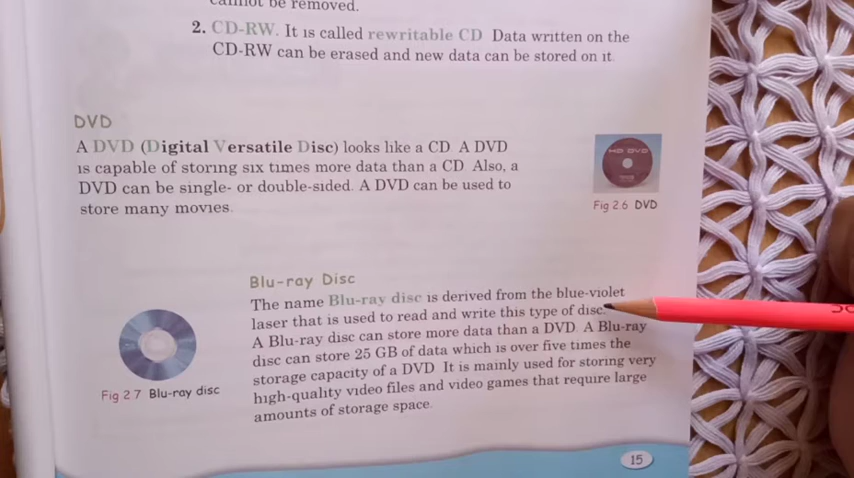 cannot be removed.
2. CD-RW. It is called rewritable CD Data written on the
CD-RW can be erased and new data can be stored on it.
DVD
A DVD (Digital Versatile Disc) looks like a CD A DVD
is capable of storing six times more data than a CD Also, a
DVD can be single- or double-sided. A DVD can be used to
store many movies.
HD DVD
Fig 2 6 DVD
Blu-ray Disc
The name Blu-ray disc is derived from the blue-violet
laser that is used to read and write this type of disc.
A Blu-ray disc can store more data than a DVD A Blu-ray
disc can store 25 GB of data which is over five times the
storage capacity of a DVD It is mainly used for storing very
high-quality video files and video games that require large
amounts of storage space.
Fig 2 7 Blu-ray disc
15